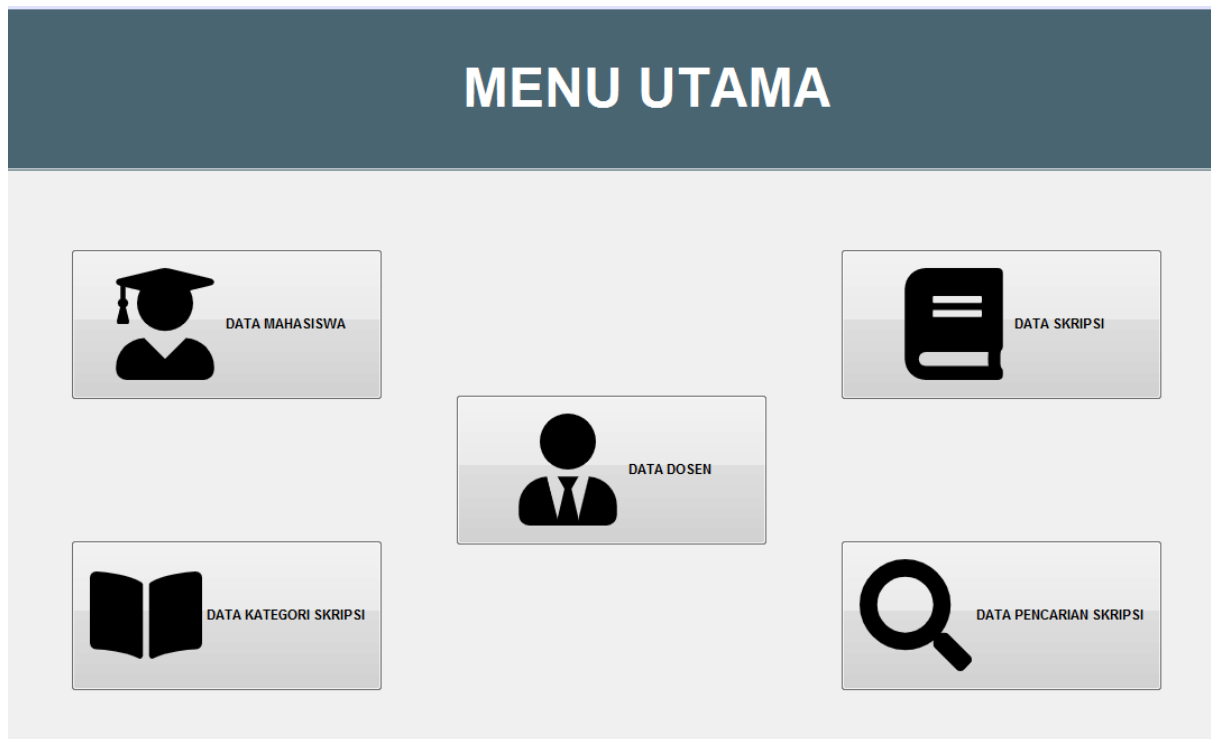 MENU UTAMA
DATA MAHASISWA
DATA SKRIPSI
DATA DOSEN
DATA KATEGORI SKRIPSI
DATA PENCARIAN SKRIPSI